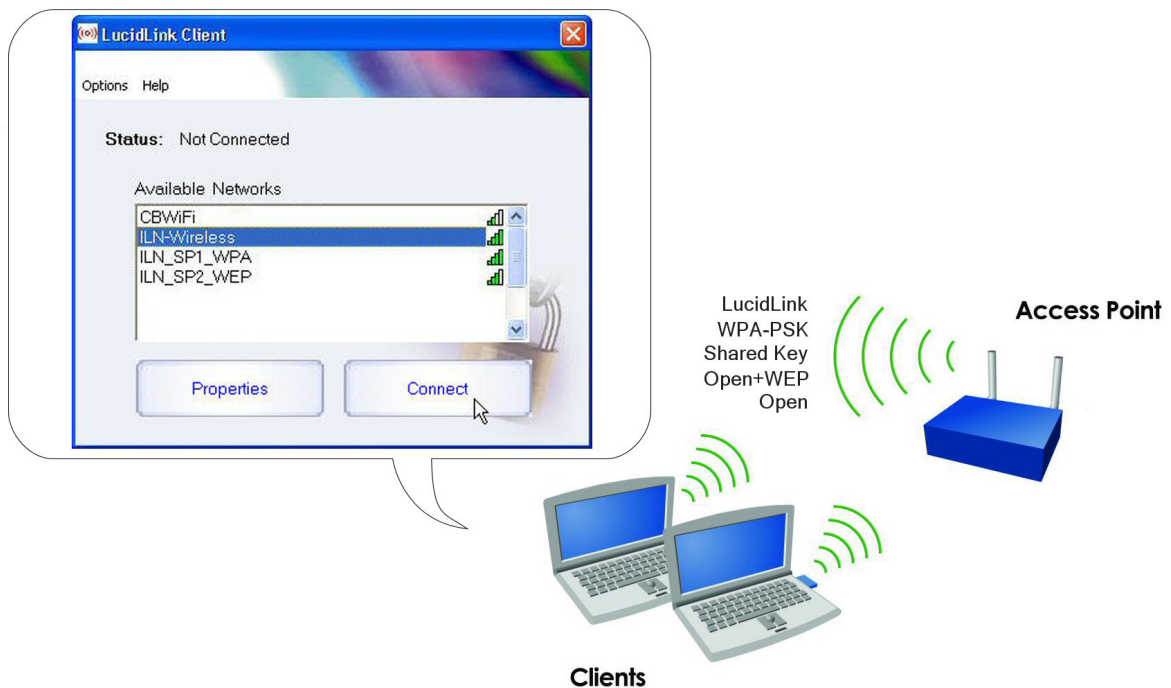 LucidLink Client
Options Help
Status: Not Connected
Available Networks
CBWiFi
ILN-Wireless
ILN_SP1_WPA
ILN_SP2_WEP
Properties
Connect
LucidLink
WPA-PSK
Shared Key
Open+WEP
Open
Access Point
Clients